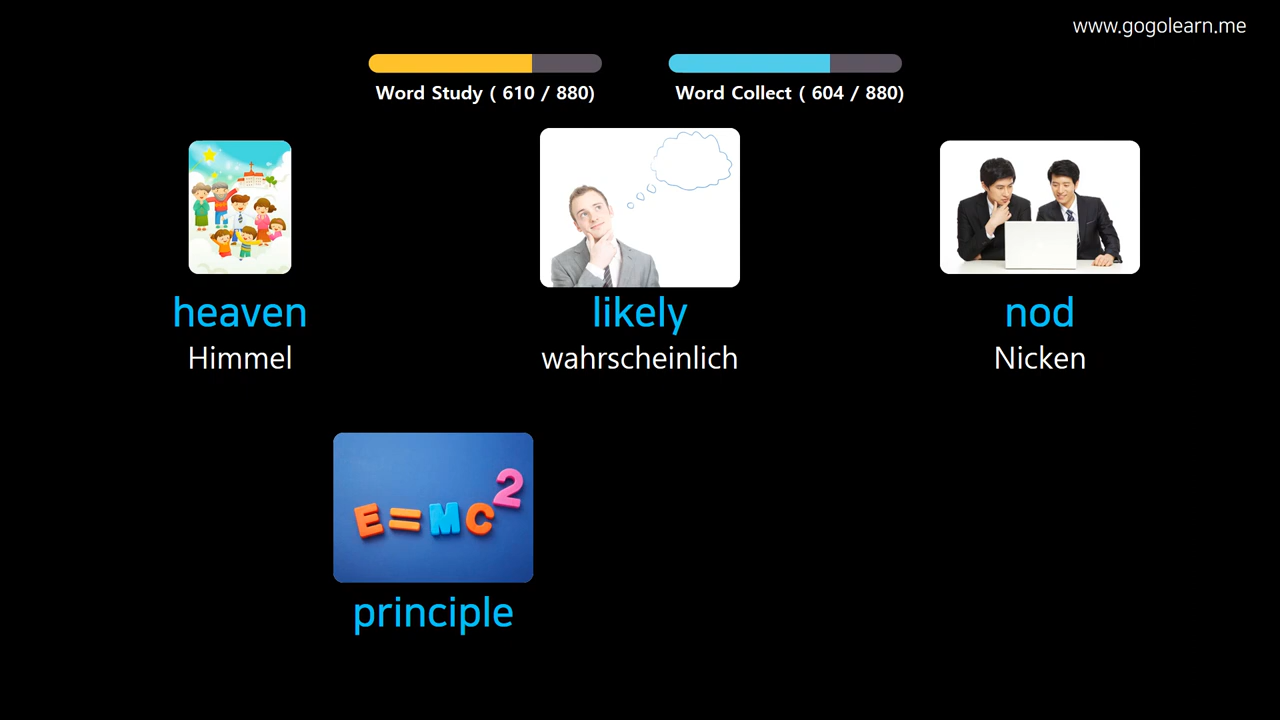 www.gogolearn.me
Word Study ( 610 / 880)
Word Collect ( 604 / 880)
heaven
Himmel
likely
wahrscheinlich
nod
Nicken
E=MC2
principle